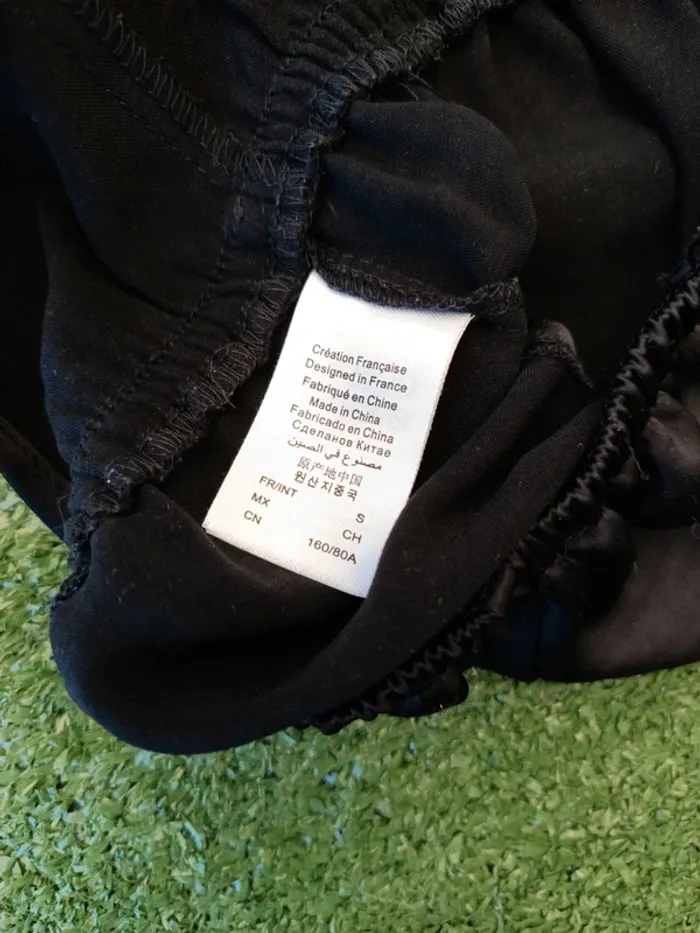 Création Française
Designed in France
Fabriqué en Chine
Made in China
Fabricado en China
Сделанов Китае
مصنوع في الصين
原产地中国
원산지중국
FR/INT S
MX CH
CN 160/80A